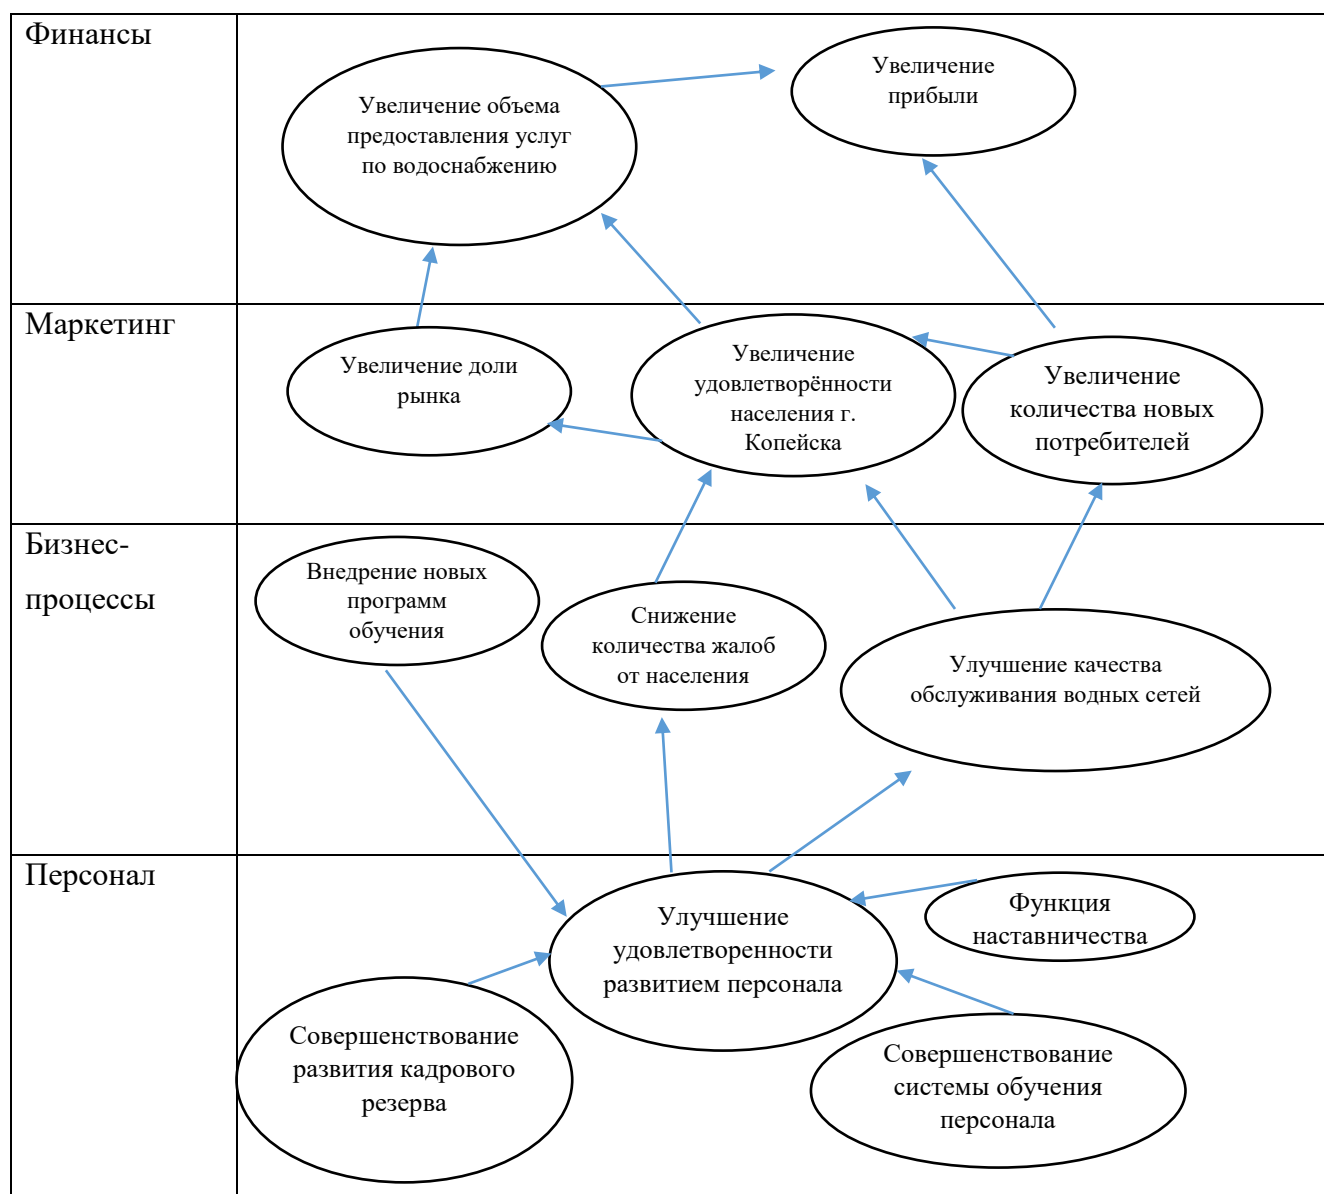 Финансы
Увеличение объема
предоставления услуг
по водоснабжению
Увеличение
прибыли
Маркетинг
Увеличение доли
рынка
Увеличение
удовлетворённости
населения г.
Копейска
Увеличение
количества новых
потребителей
Бизнес-
процессы
Внедрение новых
программ
обучения
Снижение
количества жалоб
от населения
Улучшение качества
обслуживания водных сетей
Персонал
Улучшение
удовлетворенности
развитием персонала
Функция
наставничества
Совершенствование
развития кадрового
резерва
Совершенствование
системы обучения
персонала